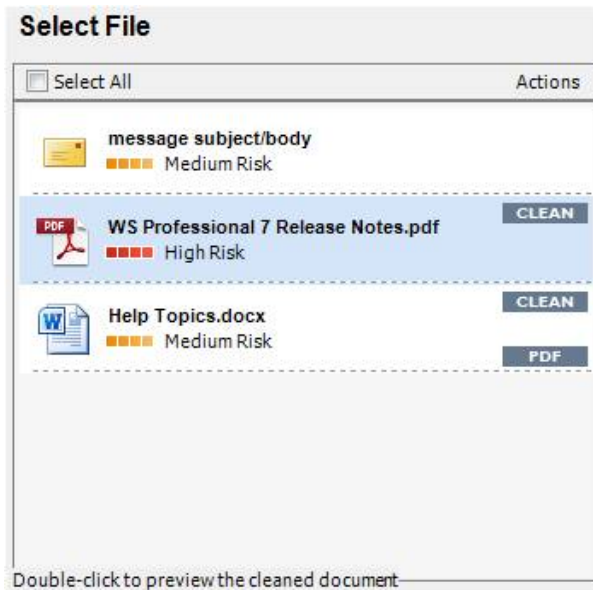 Select File
Select All Actions
message subject/body
Medium Risk
CLEAN
PDF
WS Professional 7 Release Notes.pdf
High Risk
CLEAN
W
Help Topics.docx
Medium Risk
PDF
Double-click to preview the cleaned document